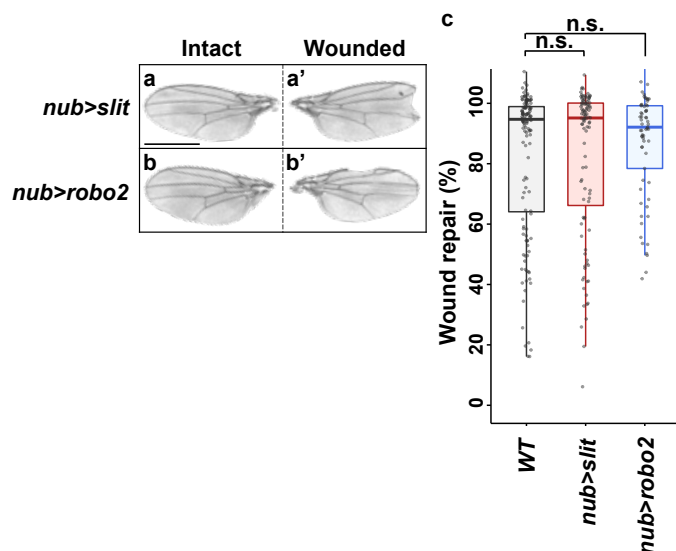 c
n.s.
n.s.
Intact Wounded
nub>slit
a a'
nub>robo2
b b'
Wound repair (%)
100
80
60
40
20
0
WT
nub>slit
nub>robo2